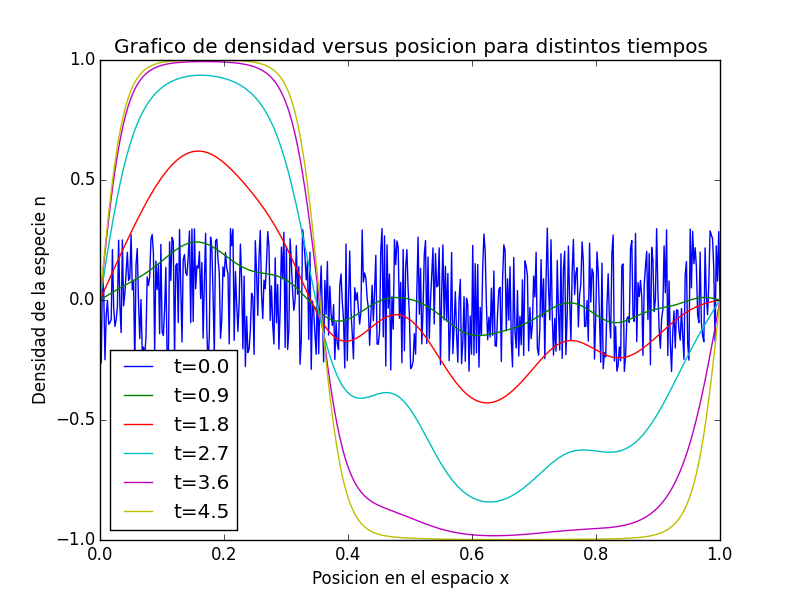 Grafico de densidad versus posicion para distintos tiempos
1.0
0.5
0.0
−0.5
−1.0
Densidad de la especie n
t=0.0
t=0.9
t=1.8
t=2.7
t=3.6
t=4.5
0.0 0.2 0.4 0.6 0.8 1.0
Posicion en el espacio x